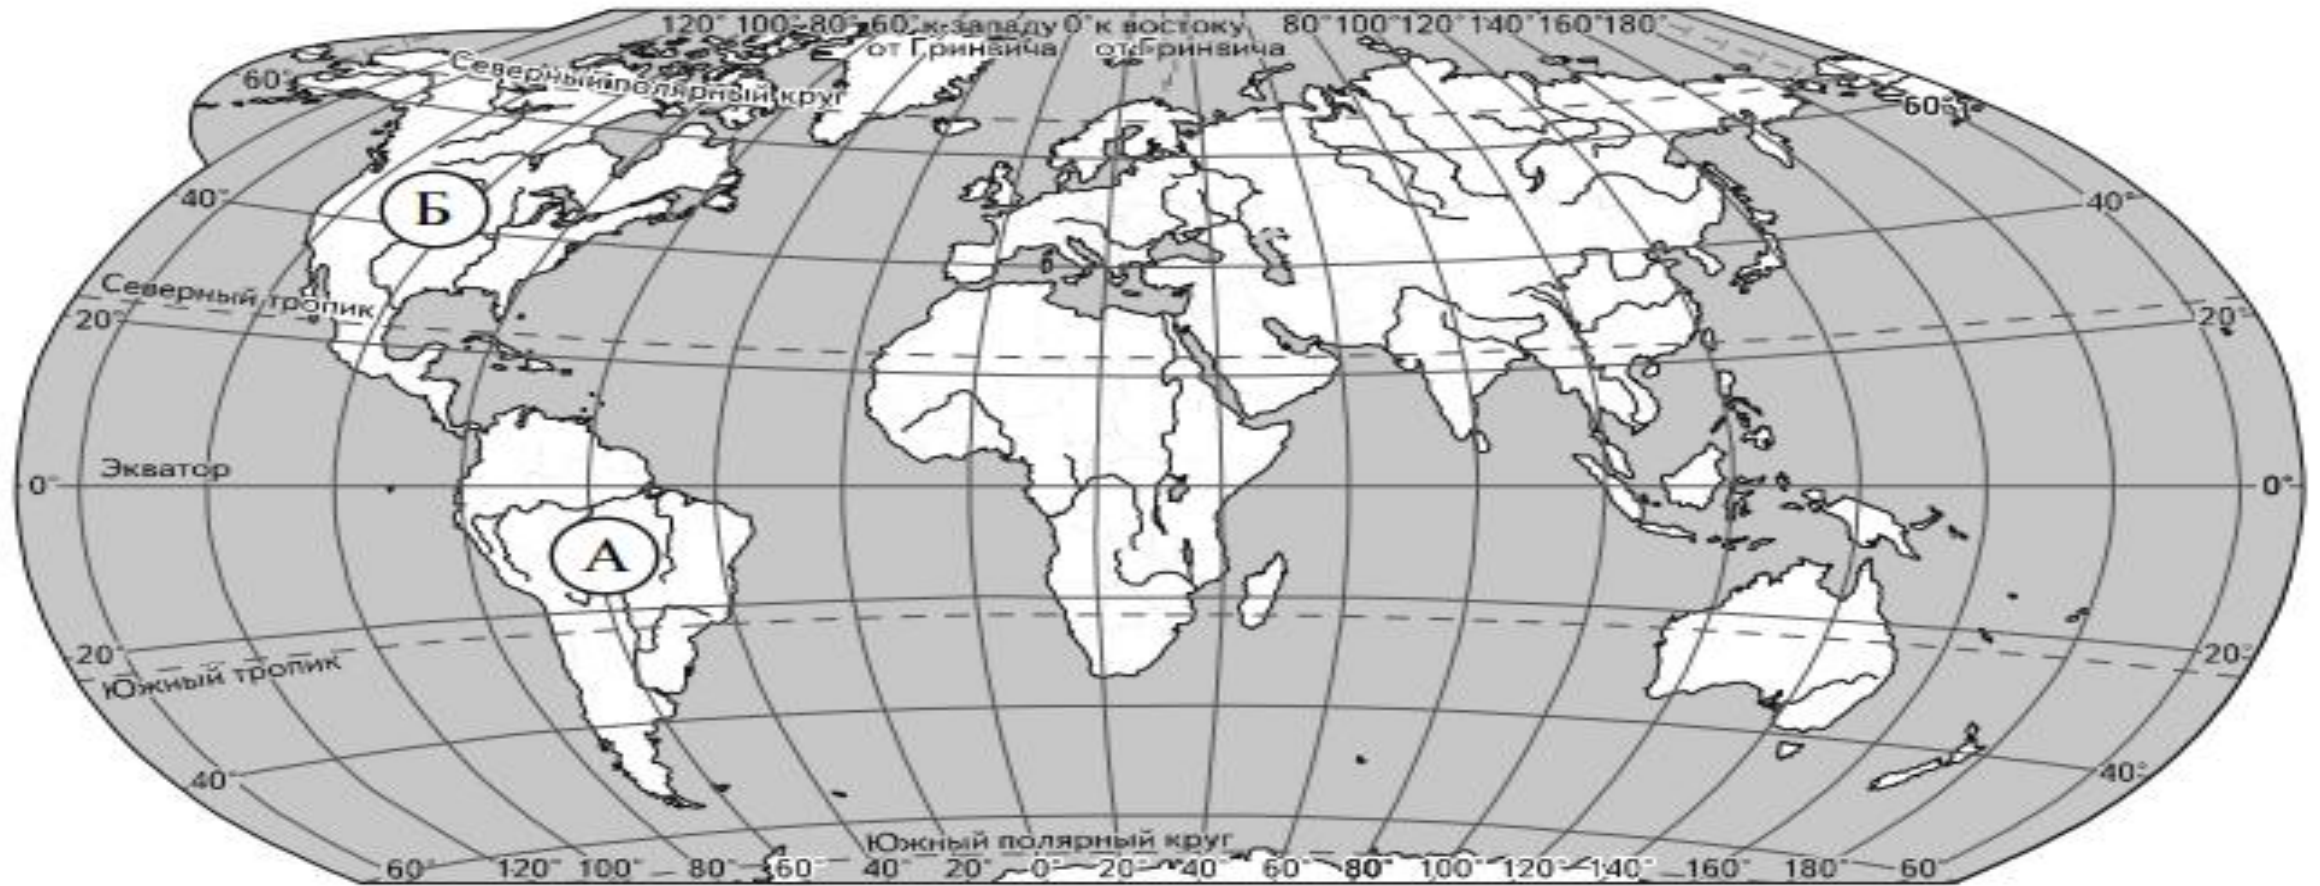 120° 100° 80° 60° к западу 0° к востоку 80° 100° 120° 140° 160° 180°
от Гринвича от Гринвича
Северный полярный круг
60° 60°
40° Б 40°
Северный тропик
20° 20°
Экватор
0° 0°
А
20° 20°
Южный тропик
40° 40°
Южный полярный круг
60° 120° 100° 80° 60° 40° 20° 0° 20° 40° 60° 80° 100° 120° 140° 160° 180° 60°